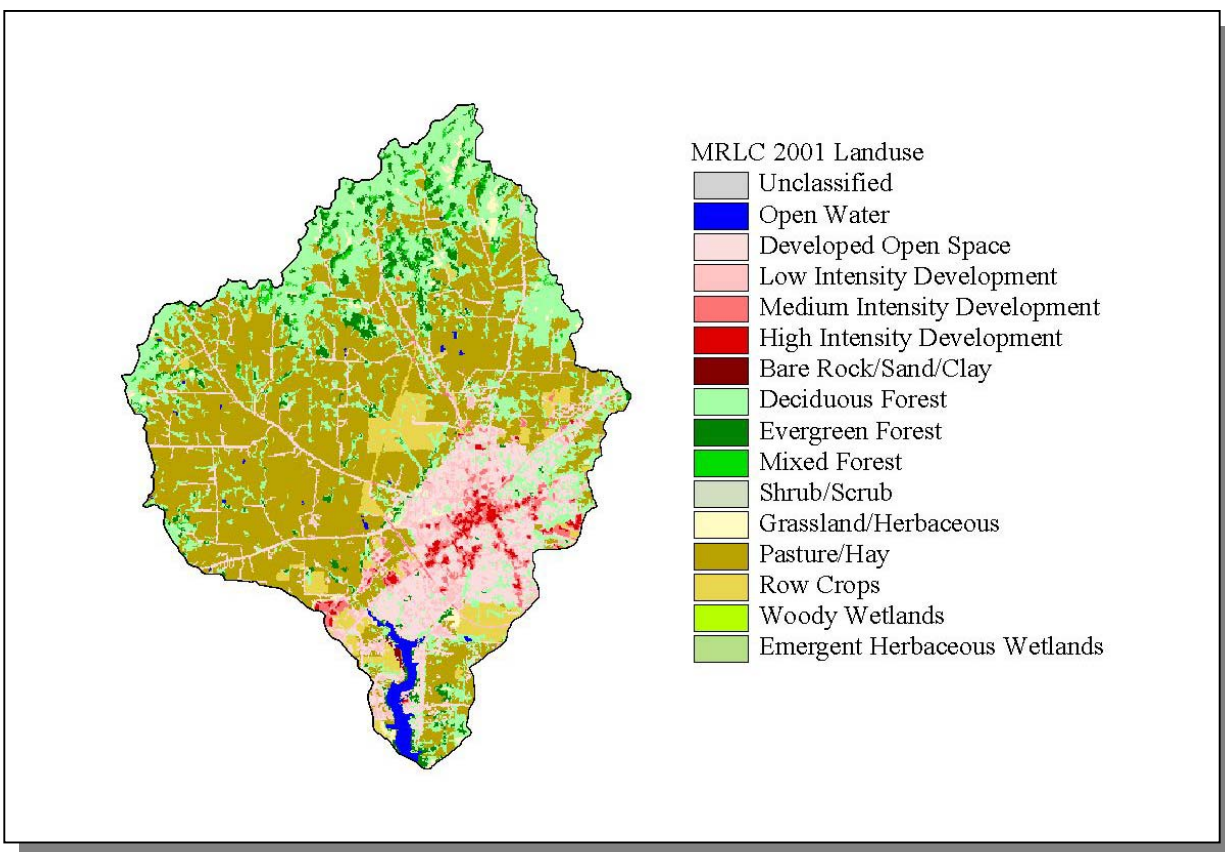 MRLC 2001 Landuse
Unclassified
Open Water
Developed Open Space
Low Intensity Development
Medium Intensity Development
High Intensity Development
Bare Rock/Sand/Clay
Deciduous Forest
Evergreen Forest
Mixed Forest
Shrub/Scrub
Grassland/Herbaceous
Pasture/Hay
Row Crops
Woody Wetlands
Emergent Herbaceous Wetlands